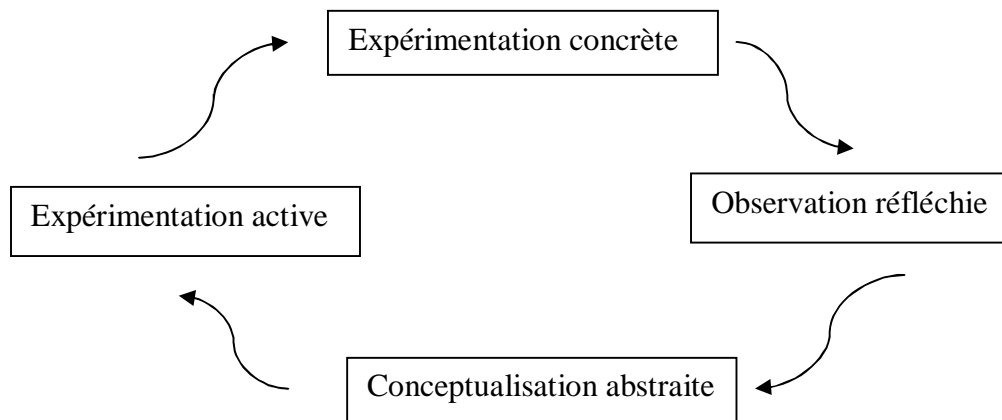 Expérimentation concrète
Expérimentation active
Observation réfléchie
Conceptualisation abstraite